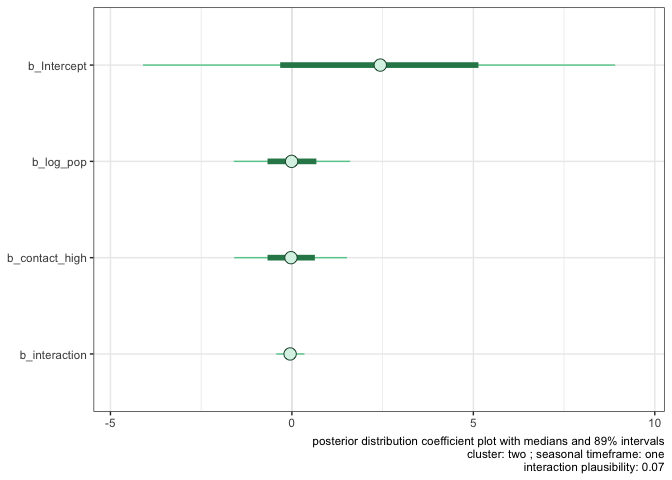 b_Intercept
b_log_pop
b_contact_high
b_interaction
-5 0 5 10
posterior distribution coefficient plot with medians and 89% intervals
cluster: two ; seasonal timeframe: one
interaction plausibility: 0.07